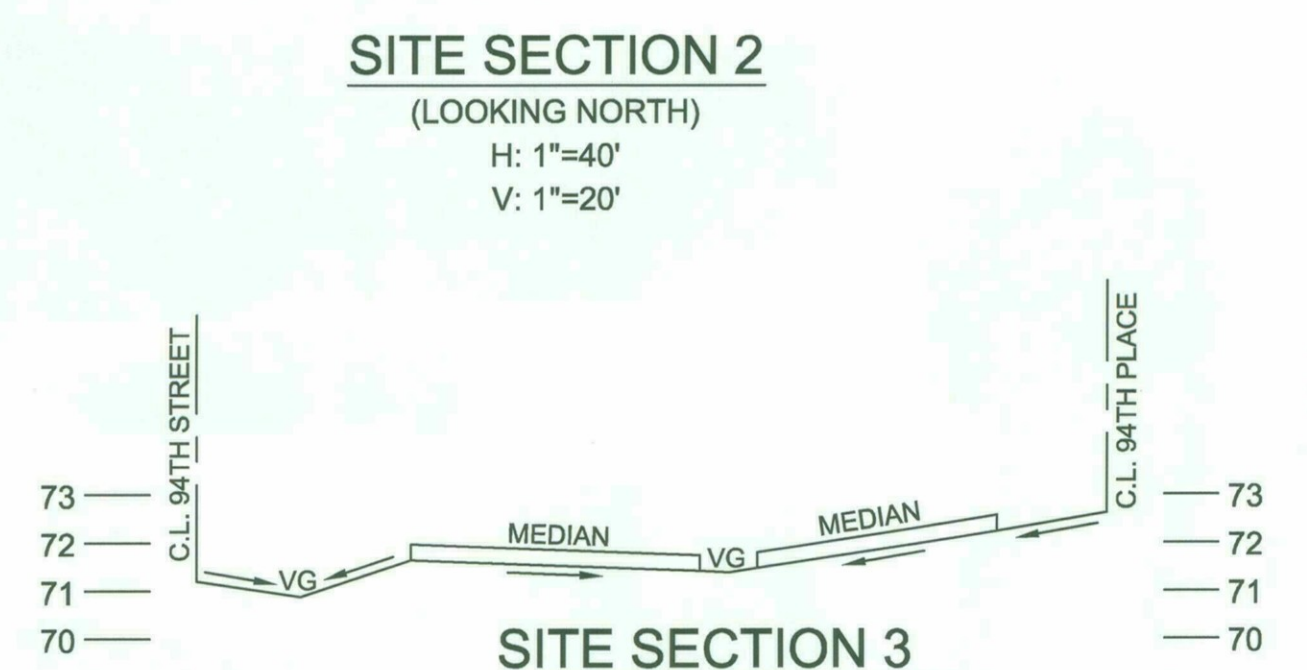 SITE SECTION 2
(LOOKING NORTH)
H: 1"=40'
V: 1"=20'
C.L. 94TH STREET
C.L. 94TH PLACE
73
73
MEDIAN
MEDIAN
72
VG
72
71
VG
71
70
70
SITE SECTION 3